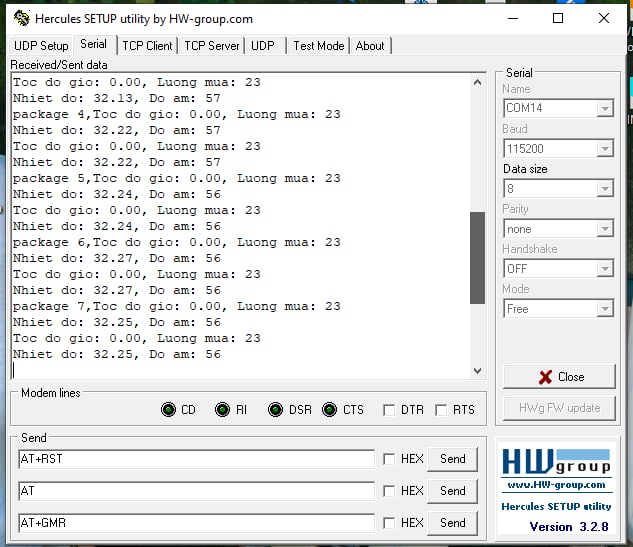 Hercules SETUP utility by HW-group.com
UDP Setup Serial TCP Client TCP Server UDP Test Mode About
Received/Sent data
Toc do gio: 0.00, Luong mua: 23
Nhiet do: 32.13, Do am: 57
package 4,Toc do gio: 0.00, Luong mua: 23
Nhiet do: 32.22, Do am: 57
Toc do gio: 0.00, Luong mua: 23
Nhiet do: 32.22, Do am: 57
package 5,Toc do gio: 0.00, Luong mua: 23
Nhiet do: 32.24, Do am: 56
Toc do gio: 0.00, Luong mua: 23
Nhiet do: 32.24, Do am: 56
package 6,Toc do gio: 0.00, Luong mua: 23
Nhiet do: 32.27, Do am: 56
Toc do gio: 0.00, Luong mua: 23
Nhiet do: 32.27, Do am: 56
package 7,Toc do gio: 0.00, Luong mua: 23
Nhiet do: 32.25, Do am: 56
Toc do gio: 0.00, Luong mua: 23
Nhiet do: 32.25, Do am: 56
Serial
Name
COM14
Baud
115200
Data size
8
Parity
none
Handshake
OFF
Mode
Free
Close
HWg FW update
Modem lines
CD RI DSR CTS DTR RTS
Send
AT+RST HEX Send
AT HEX Send
AT+GMR HEX Send
HW group
www.HW-group.com
Hercules SETUP utility
Version 3.2.8